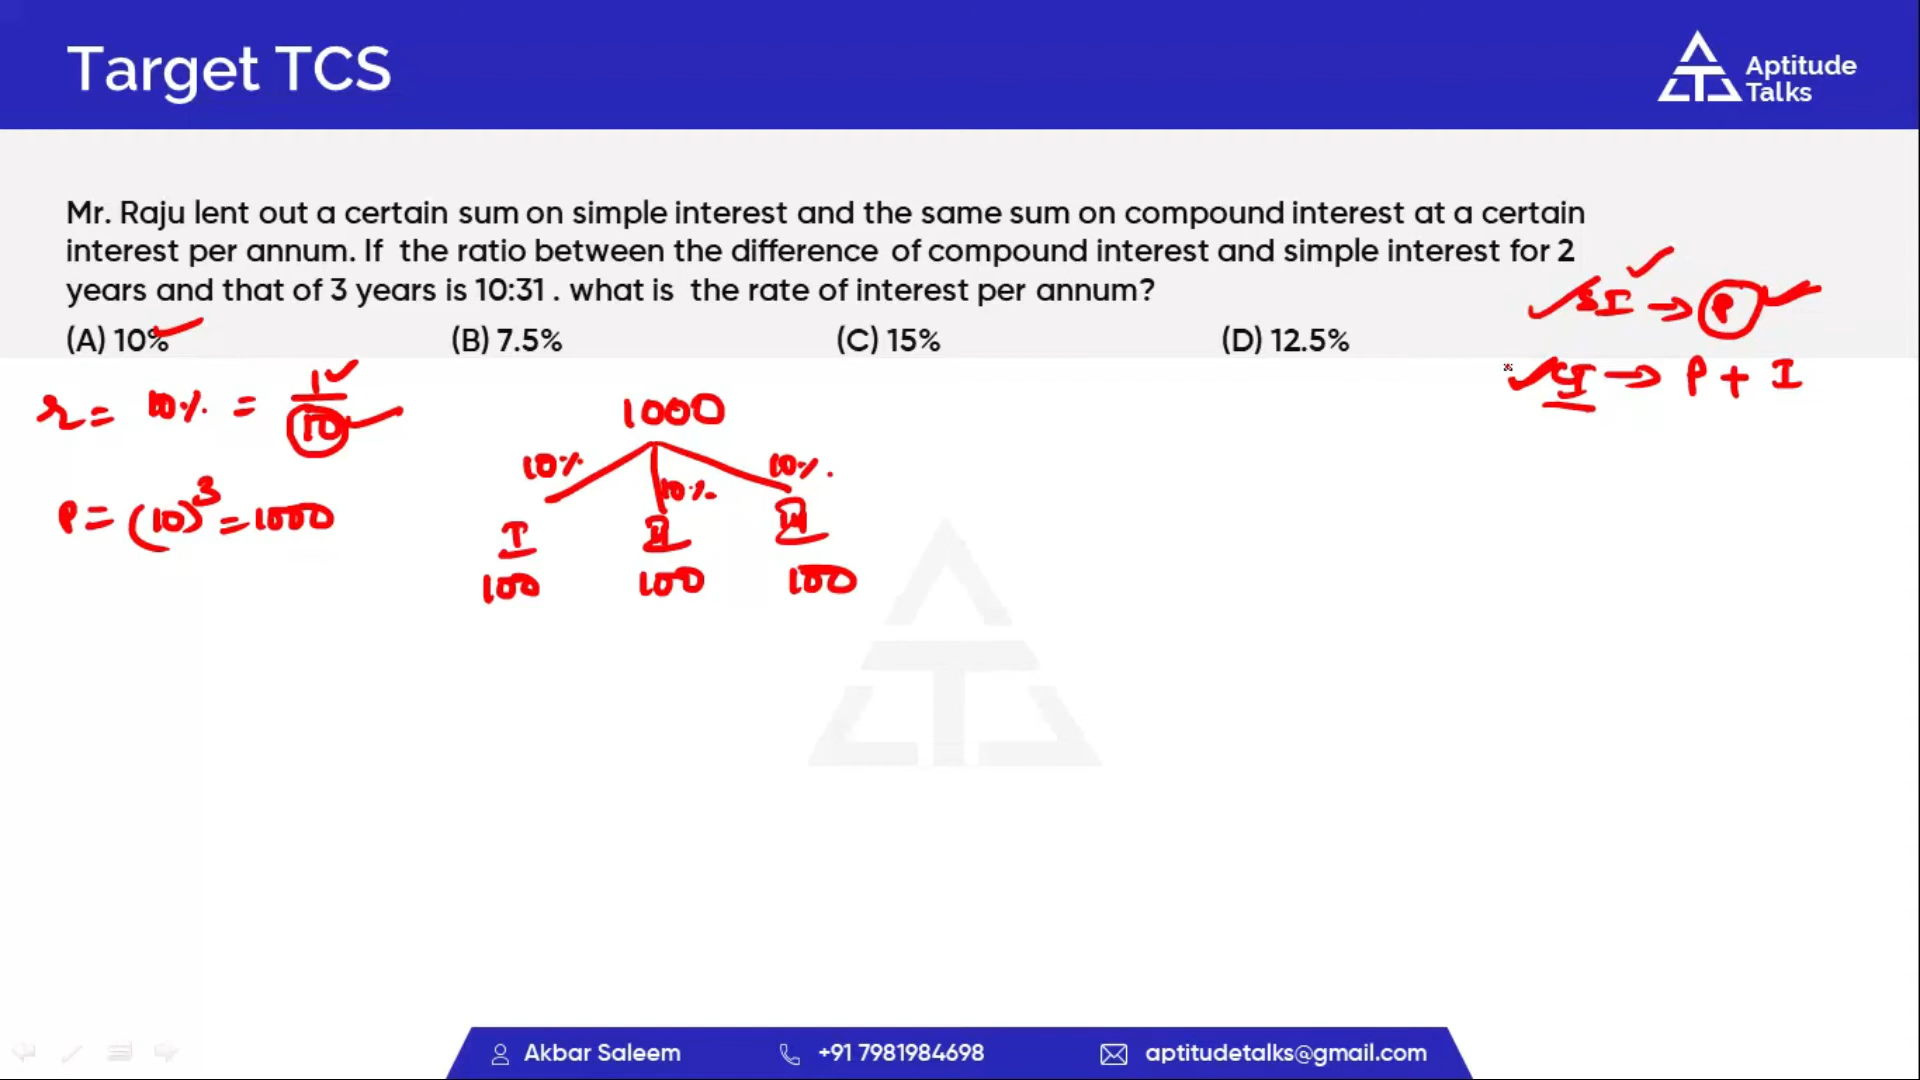 Target TCS
Aptitude
Talks
Mr. Raju lent out a certain sum on simple interest and the same sum on compound interest at a certain
interest per annum. If the ratio between the difference of compound interest and simple interest for 2
years and that of 3 years is 10:31 . what is the rate of interest per annum?
(A) 10%
(B) 7.5%
(C) 15%
(D) 12.5%
SI → P
CI → P + I
r = 10% = 1/10
P = (10)³ = 1000
1000
10% 10% 10%
I II III
100 100 100
Akbar Saleem
+91 7981984698
aptitudetalks@gmail.com